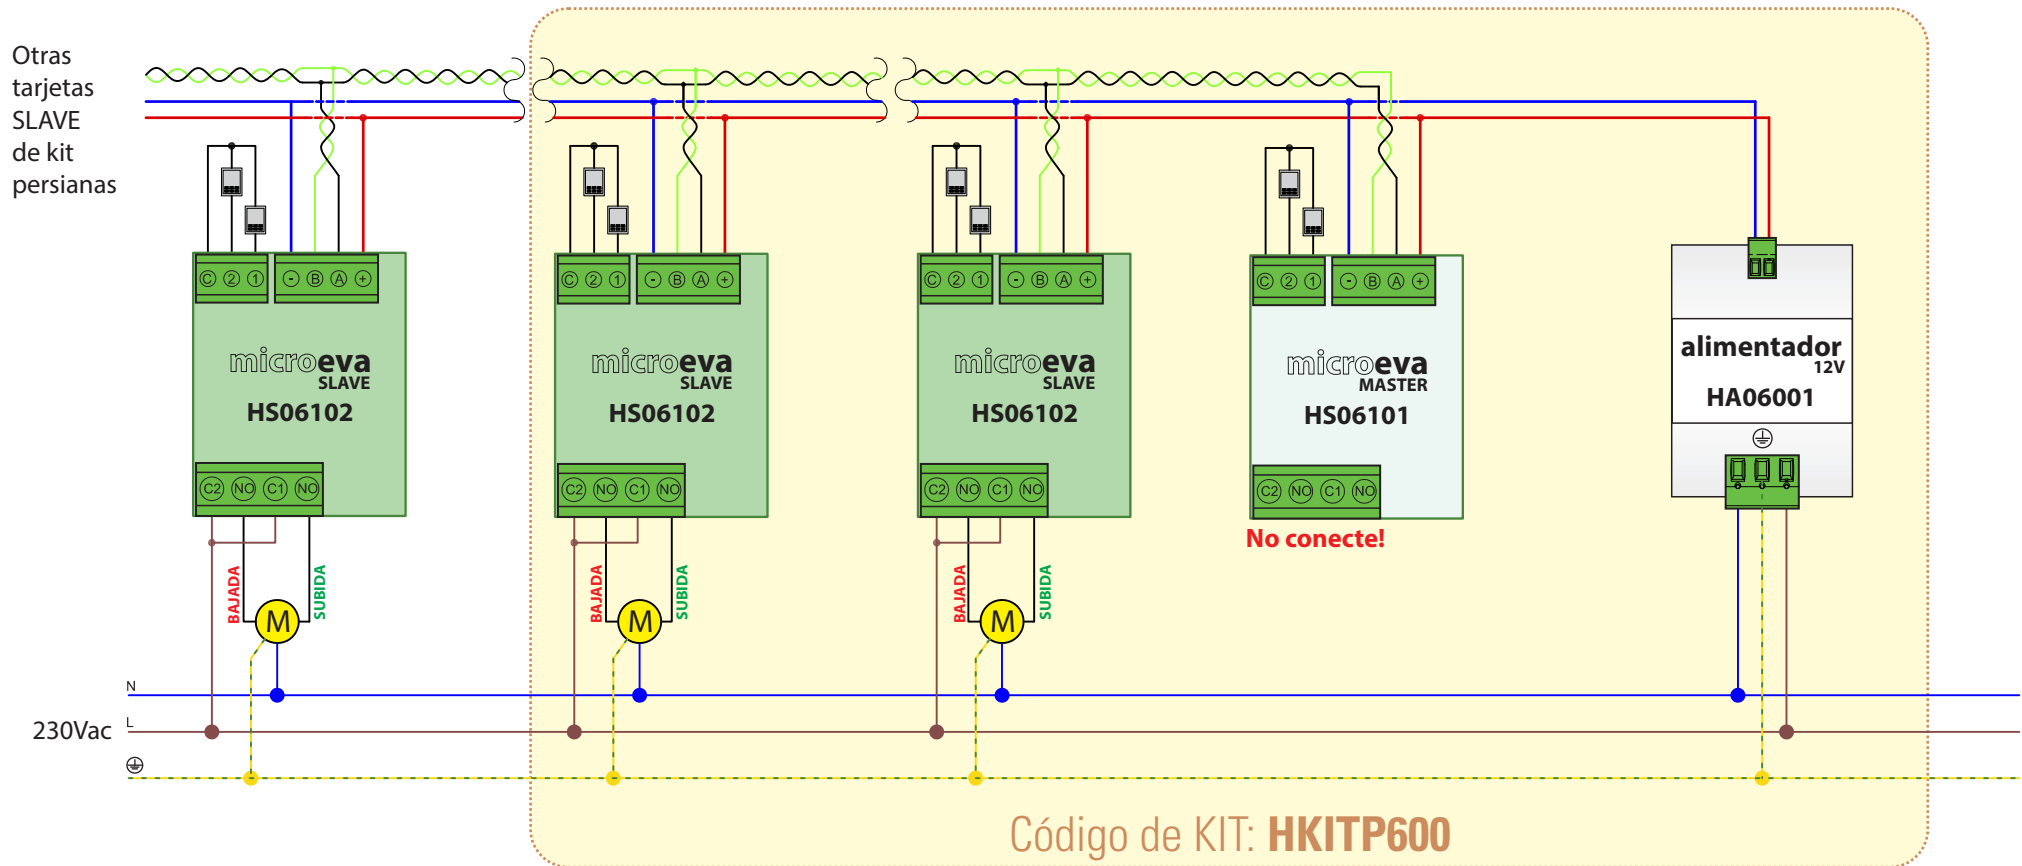 Otras
tarjetas
SLAVE
de kit
persianas
C 2 1 - B A +
microeva
SLAVE
HS06102
C2 NO C1 NO
BAJADA
SUBIDA
M
C 2 1 - B A +
microeva
SLAVE
HS06102
C2 NO C1 NO
BAJADA
SUBIDA
M
C 2 1 - B A +
microeva
SLAVE
HS06102
C2 NO C1 NO
BAJADA
SUBIDA
M
C 2 1 - B A +
microeva
MASTER
HS06101
C2 NO C1 NO
No conecte!
alimentador
12V
HA06001
N
230Vac L
Código de KIT: HKITP600